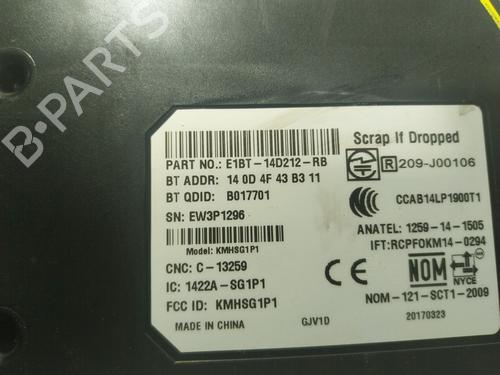 Scrap If Dropped
PART NO.: E1BT-14D212-RB
R 209-J00106
BT ADDR: 14 0D 4F 43 B3 11
BT QDID: B017701
CCAB14LP1900T1
SN: EW3P1296
ANATEL: 1259-14-1505
IFT:RCPFOKM14-0294
Model: KMHSG1P1
CNC: C-13259
NOM
NYCE
IC: 1422A-SG1P1
NOM-121-SCT1-2009
FCC ID: KMHSG1P1
20170323
MADE IN CHINA
GJV1D